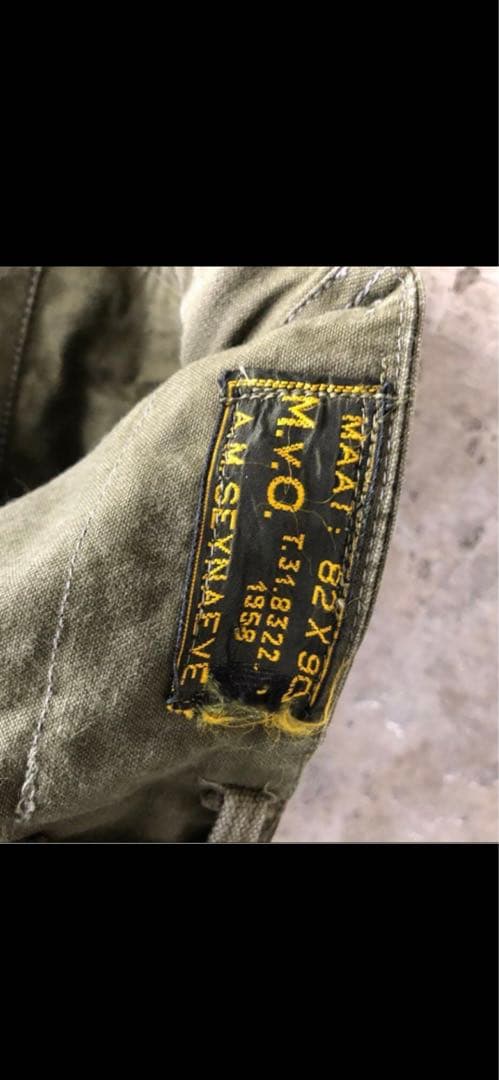 MAAT: 82 X 90
M.V.O. T.31.8322.
1958
A.M. SEYNAEVE